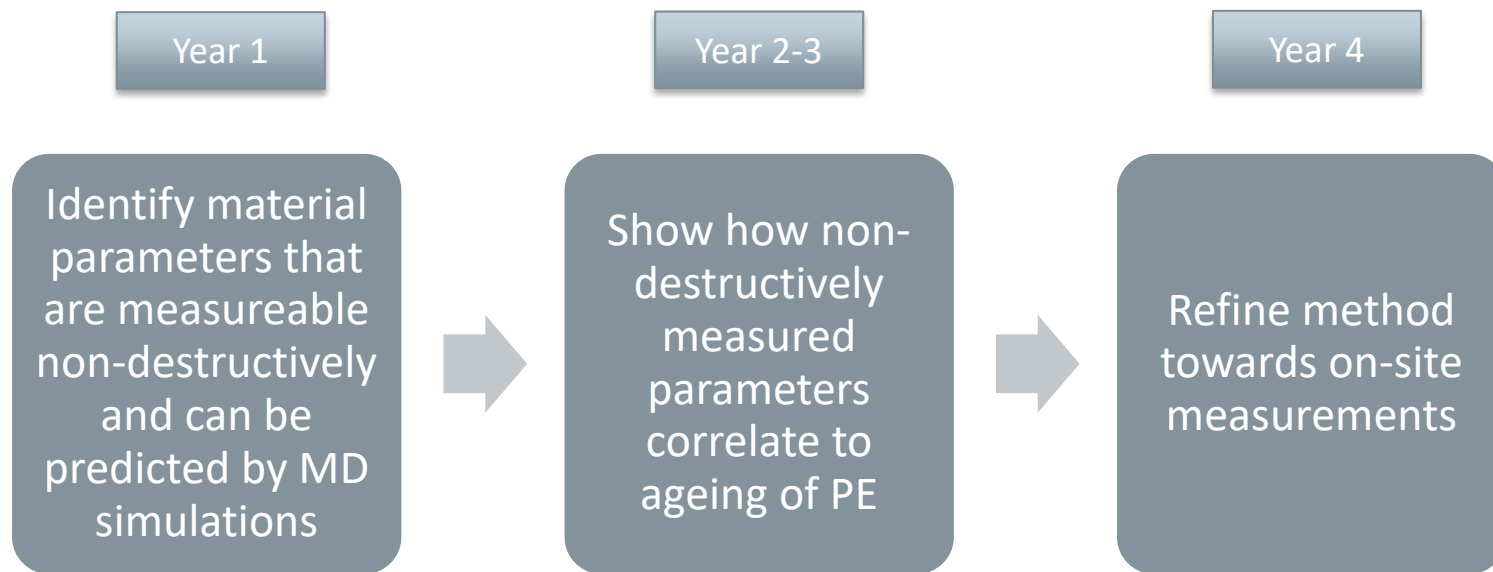 Year 1
Year 2-3
Year 4
Identify material
parameters that
are measureable
non-destructively
and can be
predicted by MD
simulations
Show how non-
destructively
measured
parameters
correlate to
ageing of PE
Refine method
towards on-site
measurements